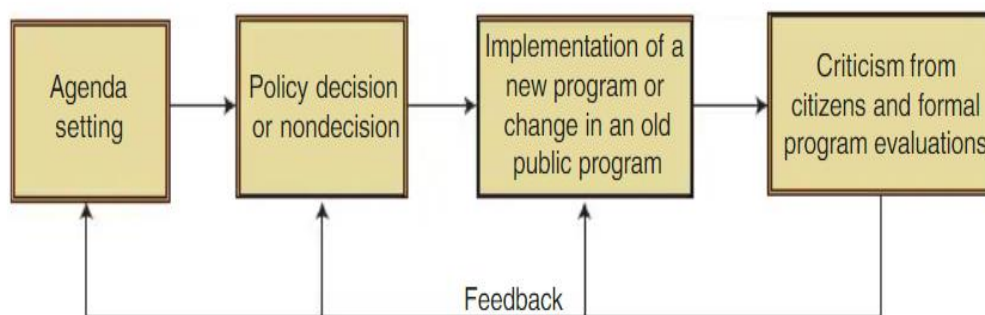 Agenda
setting
Policy decision
or nondecision
Implementation of a
new program or
change in an old
public program
Criticism from
citizens and formal
program evaluations
Feedback